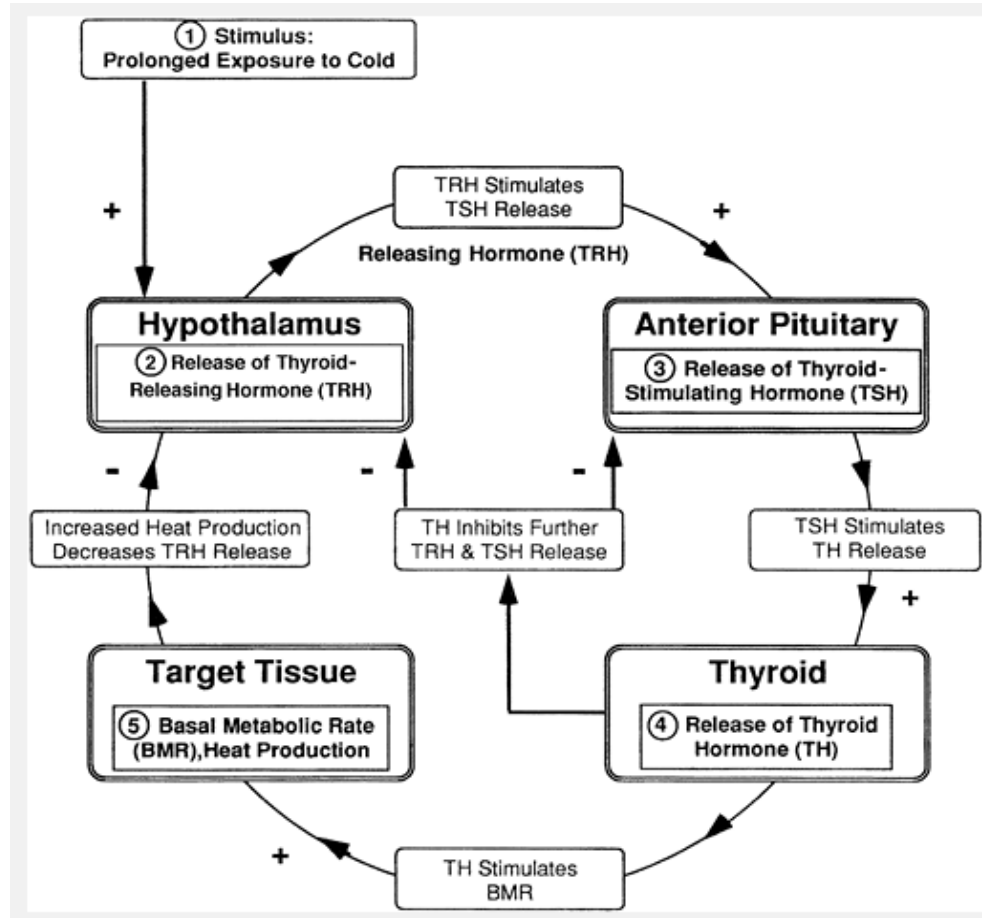 ① Stimulus:
Prolonged Exposure to Cold
+
TRH Stimulates
TSH Release
+
Releasing Hormone (TRH)
Hypothalamus
② Release of Thyroid-
Releasing Hormone (TRH)
Anterior Pituitary
③ Release of Thyroid-
Stimulating Hormone (TSH)
-
-
-
Increased Heat Production
Decreases TRH Release
TH Inhibits Further
TRH & TSH Release
TSH Stimulates
TH Release
+
Target Tissue
⑤ Basal Metabolic Rate
(BMR),Heat Production
Thyroid
④ Release of Thyroid
Hormone (TH)
+
TH Stimulates
BMR